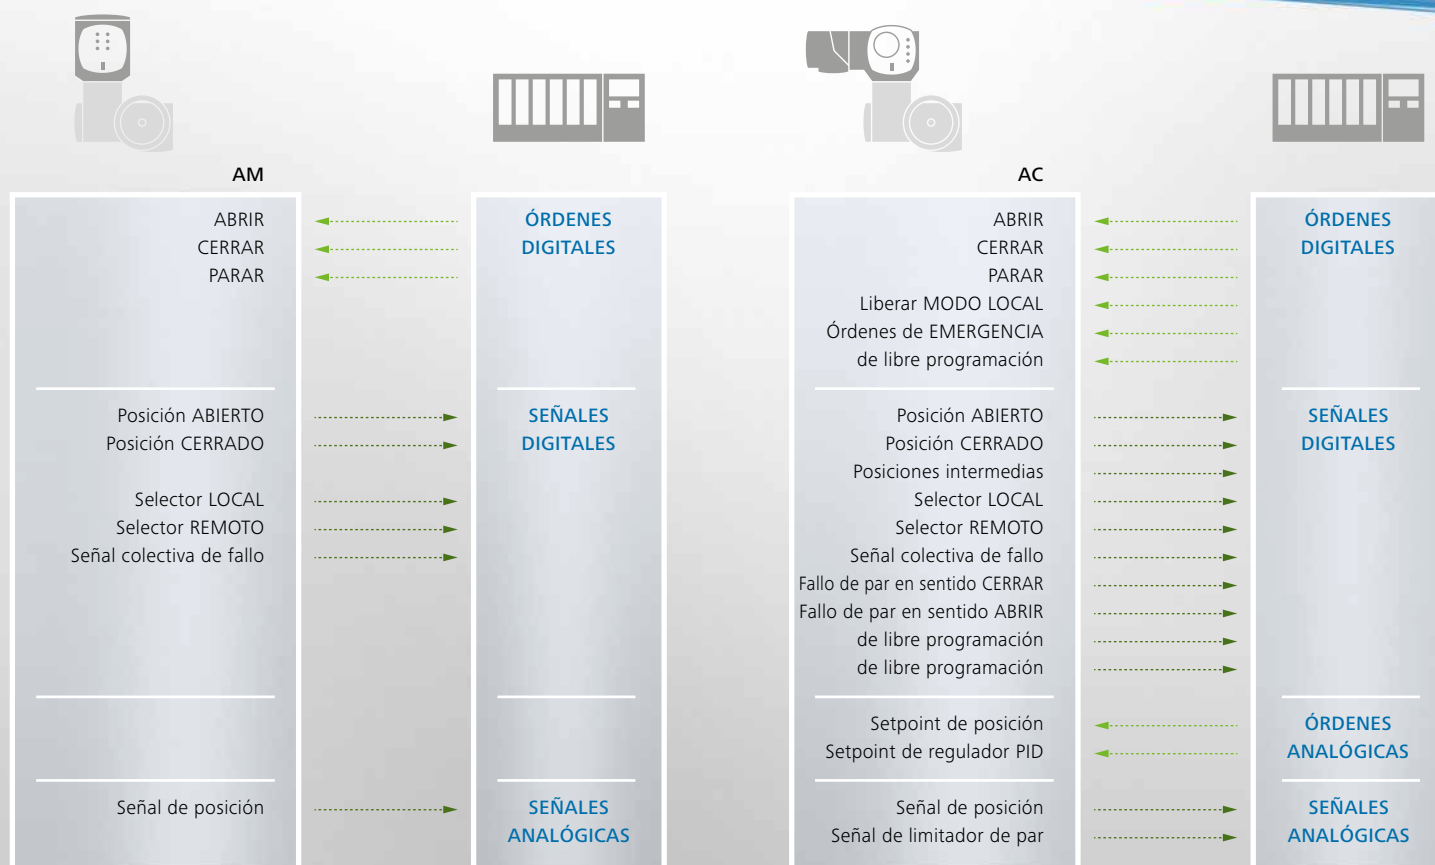 AM
ABRIR
CERRAR
PARAR
ÓRDENES
DIGITALES
Posición ABIERTO
Posición CERRADO
Selector LOCAL
Selector REMOTO
Señal colectiva de fallo
SEÑALES
DIGITALES
Señal de posición
SEÑALES
ANALÓGICAS
AC
ABRIR
CERRAR
PARAR
Liberar MODO LOCAL
Órdenes de EMERGENCIA
de libre programación
ÓRDENES
DIGITALES
Posición ABIERTO
Posición CERRADO
Posiciones intermedias
Selector LOCAL
Selector REMOTO
Señal colectiva de fallo
Fallo de par en sentido CERRAR
Fallo de par en sentido ABRIR
de libre programación
de libre programación
SEÑALES
DIGITALES
Setpoint de posición
Setpoint de regulador PID
ÓRDENES
ANALÓGICAS
Señal de posición
Señal de limitador de par
SEÑALES
ANALÓGICAS